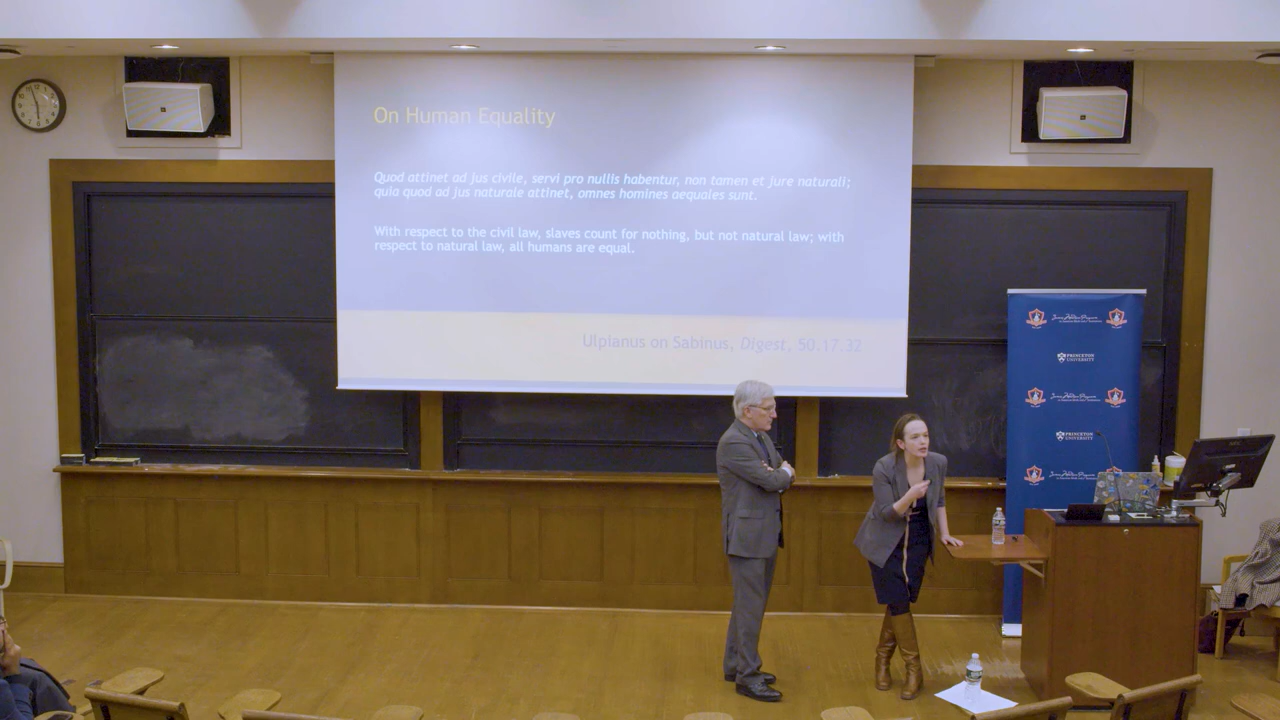 On Human Equality
Quod attinet ad jus civile, servi pro nullis habentur, non tamen et jure naturali;
quia quod ad jus naturale attinet, omnes homines aequales sunt.
With respect to the civil law, slaves count for nothing, but not natural law; with
respect to natural law, all humans are equal.
Ulpianus on Sabinus, Digest, 50.17.32
PRINCETON
UNIVERSITY
PRINCETON
UNIVERSITY